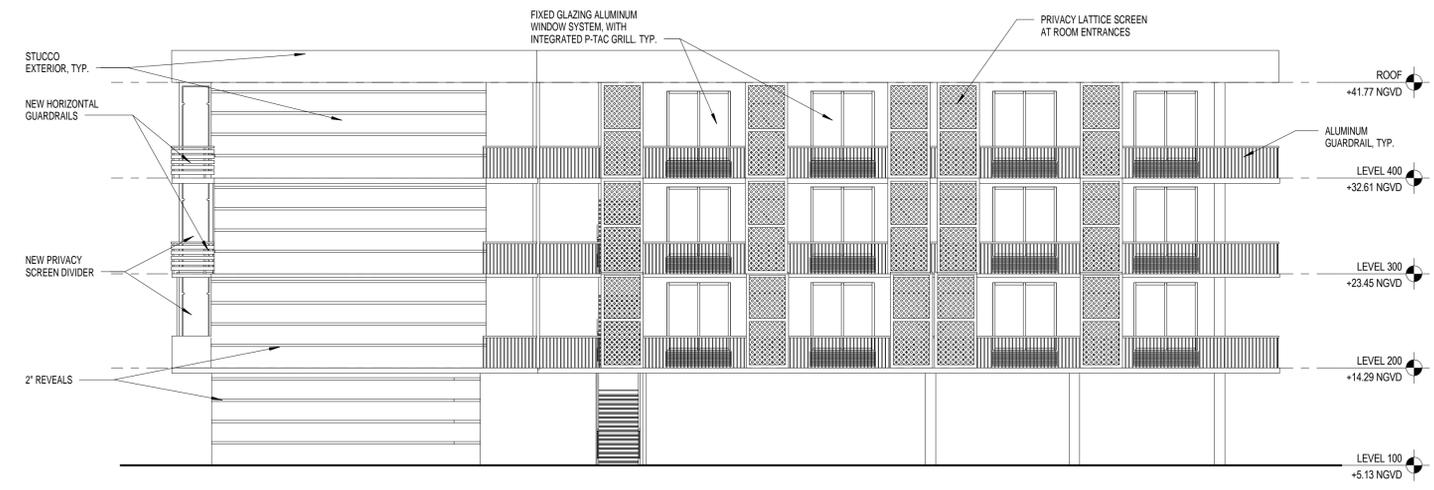 FIXED GLAZING ALUMINUM
WINDOW SYSTEM, WITH
INTEGRATED P-TAC GRILL. TYP.
PRIVACY LATTICE SCREEN
AT ROOM ENTRANCES
STUCCO
EXTERIOR, TYP.
NEW HORIZONTAL
GUARDRAILS
NEW PRIVACY
SCREEN DIVIDER
2" REVEALS
ROOF
+41.77 NGVD
ALUMINUM
GUARDRAIL, TYP.
LEVEL 400
+32.61 NGVD
LEVEL 300
+23.45 NGVD
LEVEL 200
+14.29 NGVD
LEVEL 100
+5.13 NGVD